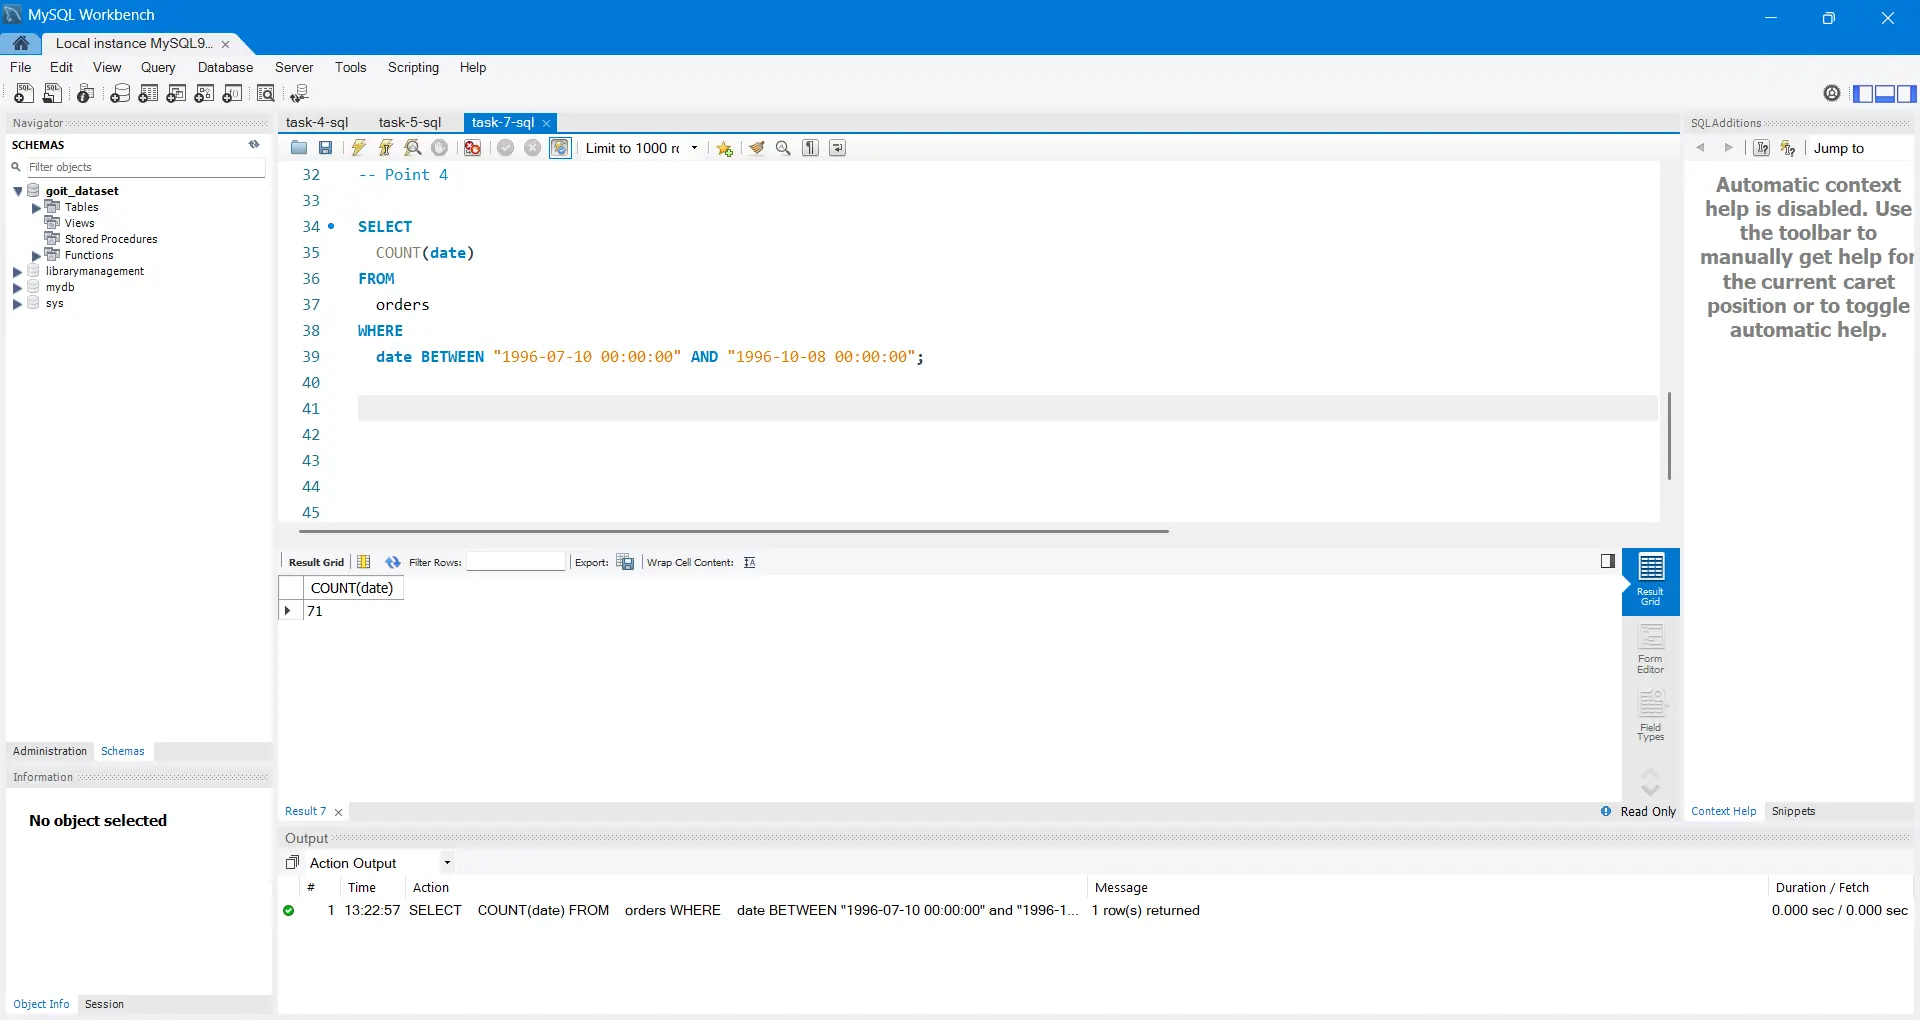 MySQL Workbench
Local instance MySQL9...
File Edit View Query Database Server Tools Scripting Help
Navigator
SCHEMAS
Filter objects
goit_dataset
Tables
Views
Stored Procedures
Functions
librarymanagement
mydb
sys
Administration Schemas
Information
No object selected
Object Info Session
task-4-sql task-5-sql task-7-sql
Limit to 1000 rc
32 -- Point 4
33
34 SELECT
35 COUNT(date)
36 FROM
37 orders
38 WHERE
39 date BETWEEN "1996-07-10 00:00:00" AND "1996-10-08 00:00:00";
40
41
42
43
44
45
Result Grid Filter Rows: Export: Wrap Cell Content:
COUNT(date)
71
Result Grid
Form Editor
Field Types
Result 7
Read Only
Output
Action Output
# Time Action Message Duration / Fetch
1 13:22:57 SELECT COUNT(date) FROM orders WHERE date BETWEEN "1996-07-10 00:00:00" and "1996-1... 1 row(s) returned 0.000 sec / 0.000 sec
SQLAdditions
Jump to
Automatic context
help is disabled. Use
the toolbar to
manually get help for
the current caret
position or to toggle
automatic help.
Context Help Snippets